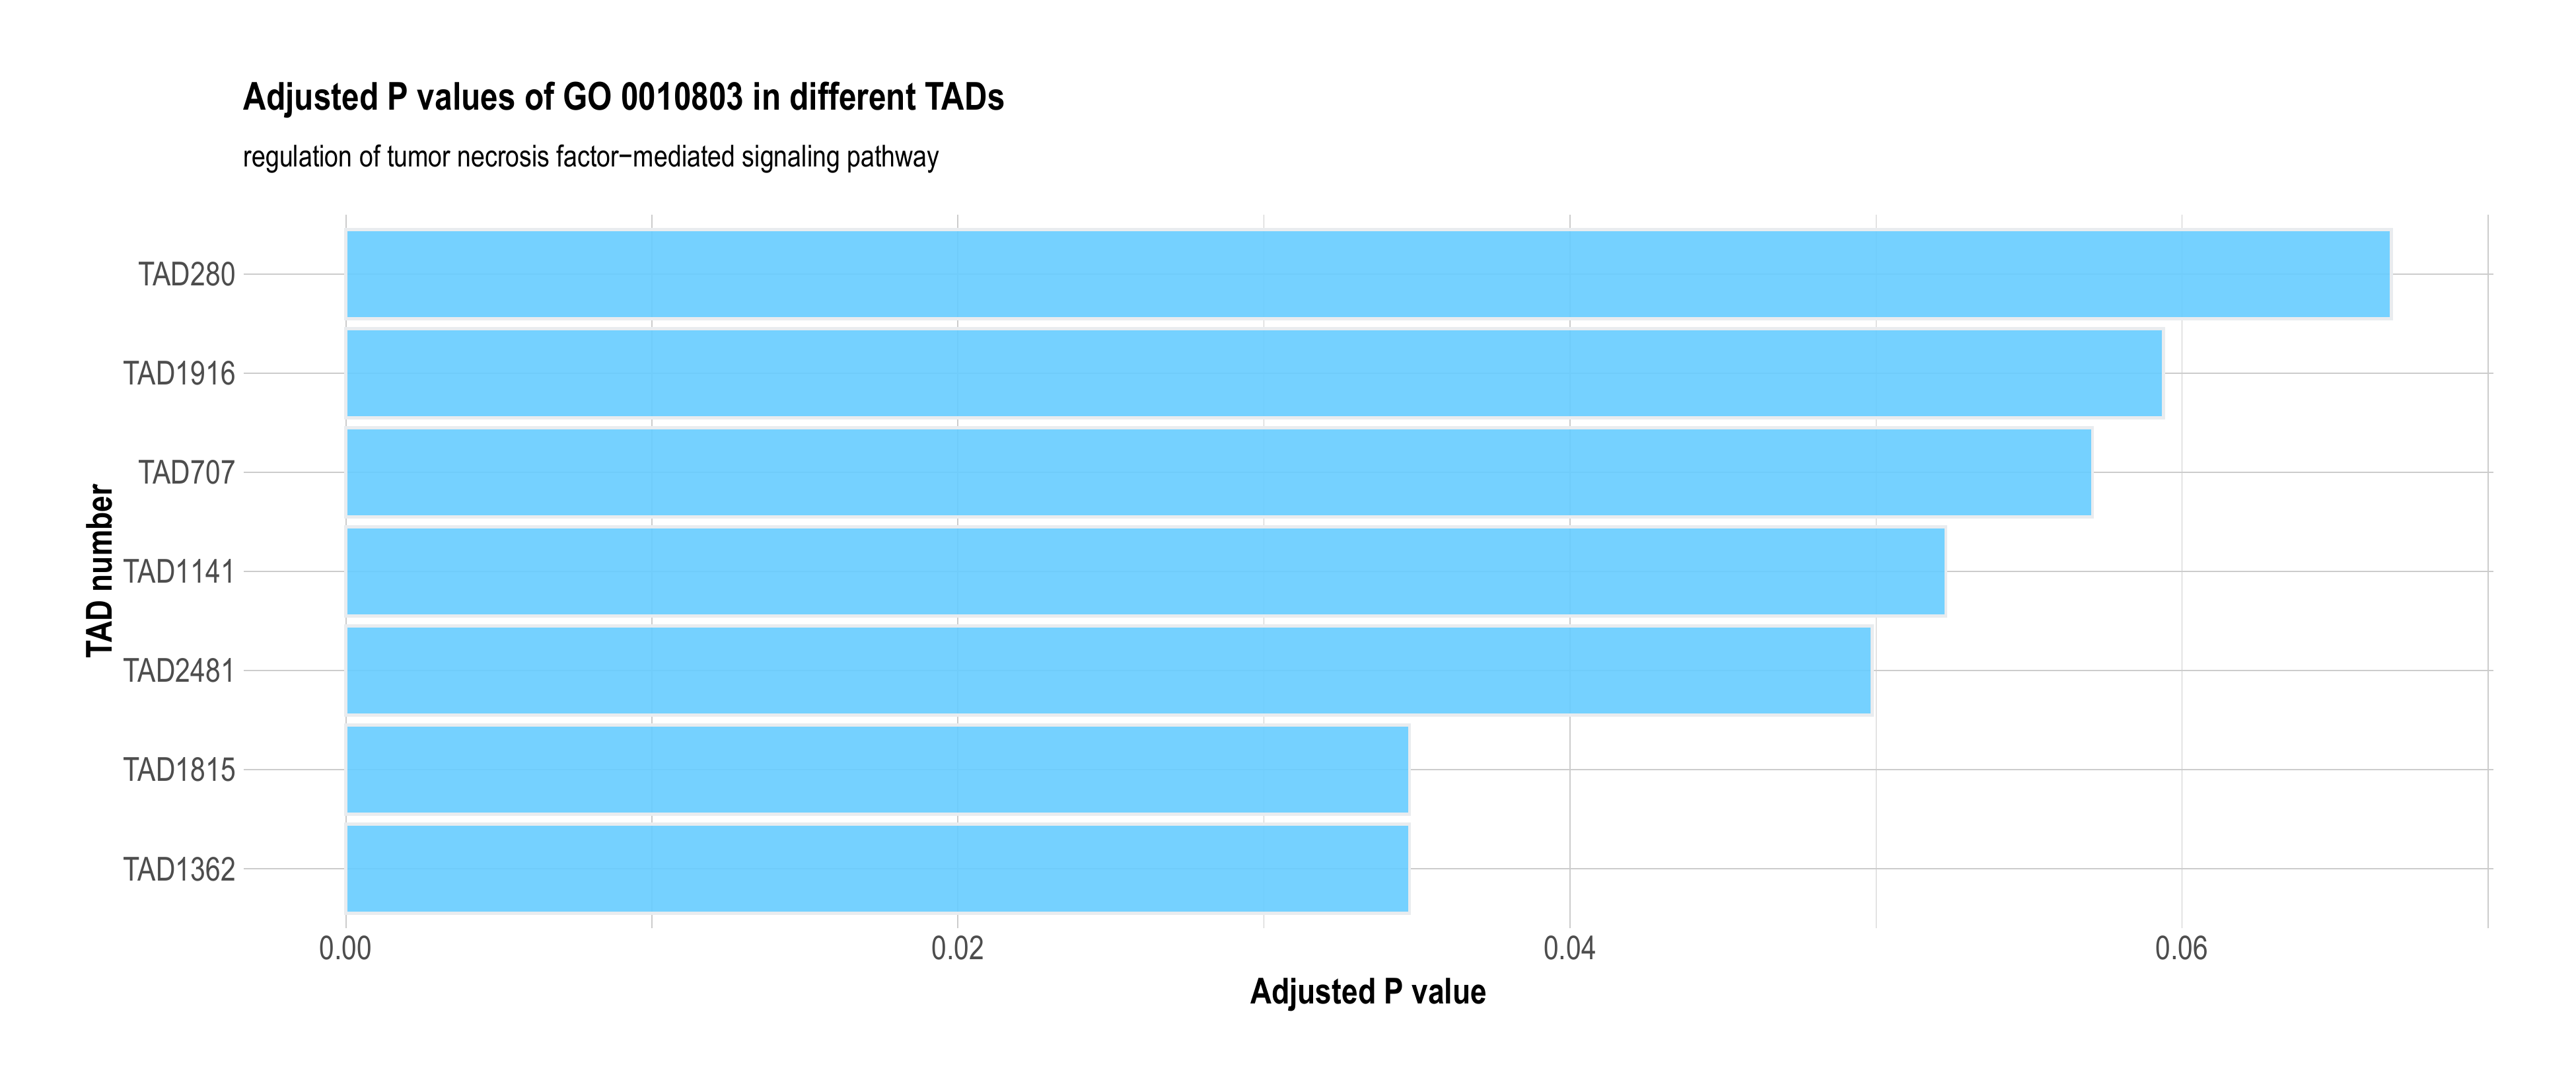 Adjusted P values of GO 0010803 in different TADs
regulation of tumor necrosis factor−mediated signaling pathway
TAD number
TAD280
TAD1916
TAD707
TAD1141
TAD2481
TAD1815
TAD1362
0.00
0.02
0.04
0.06
Adjusted P value